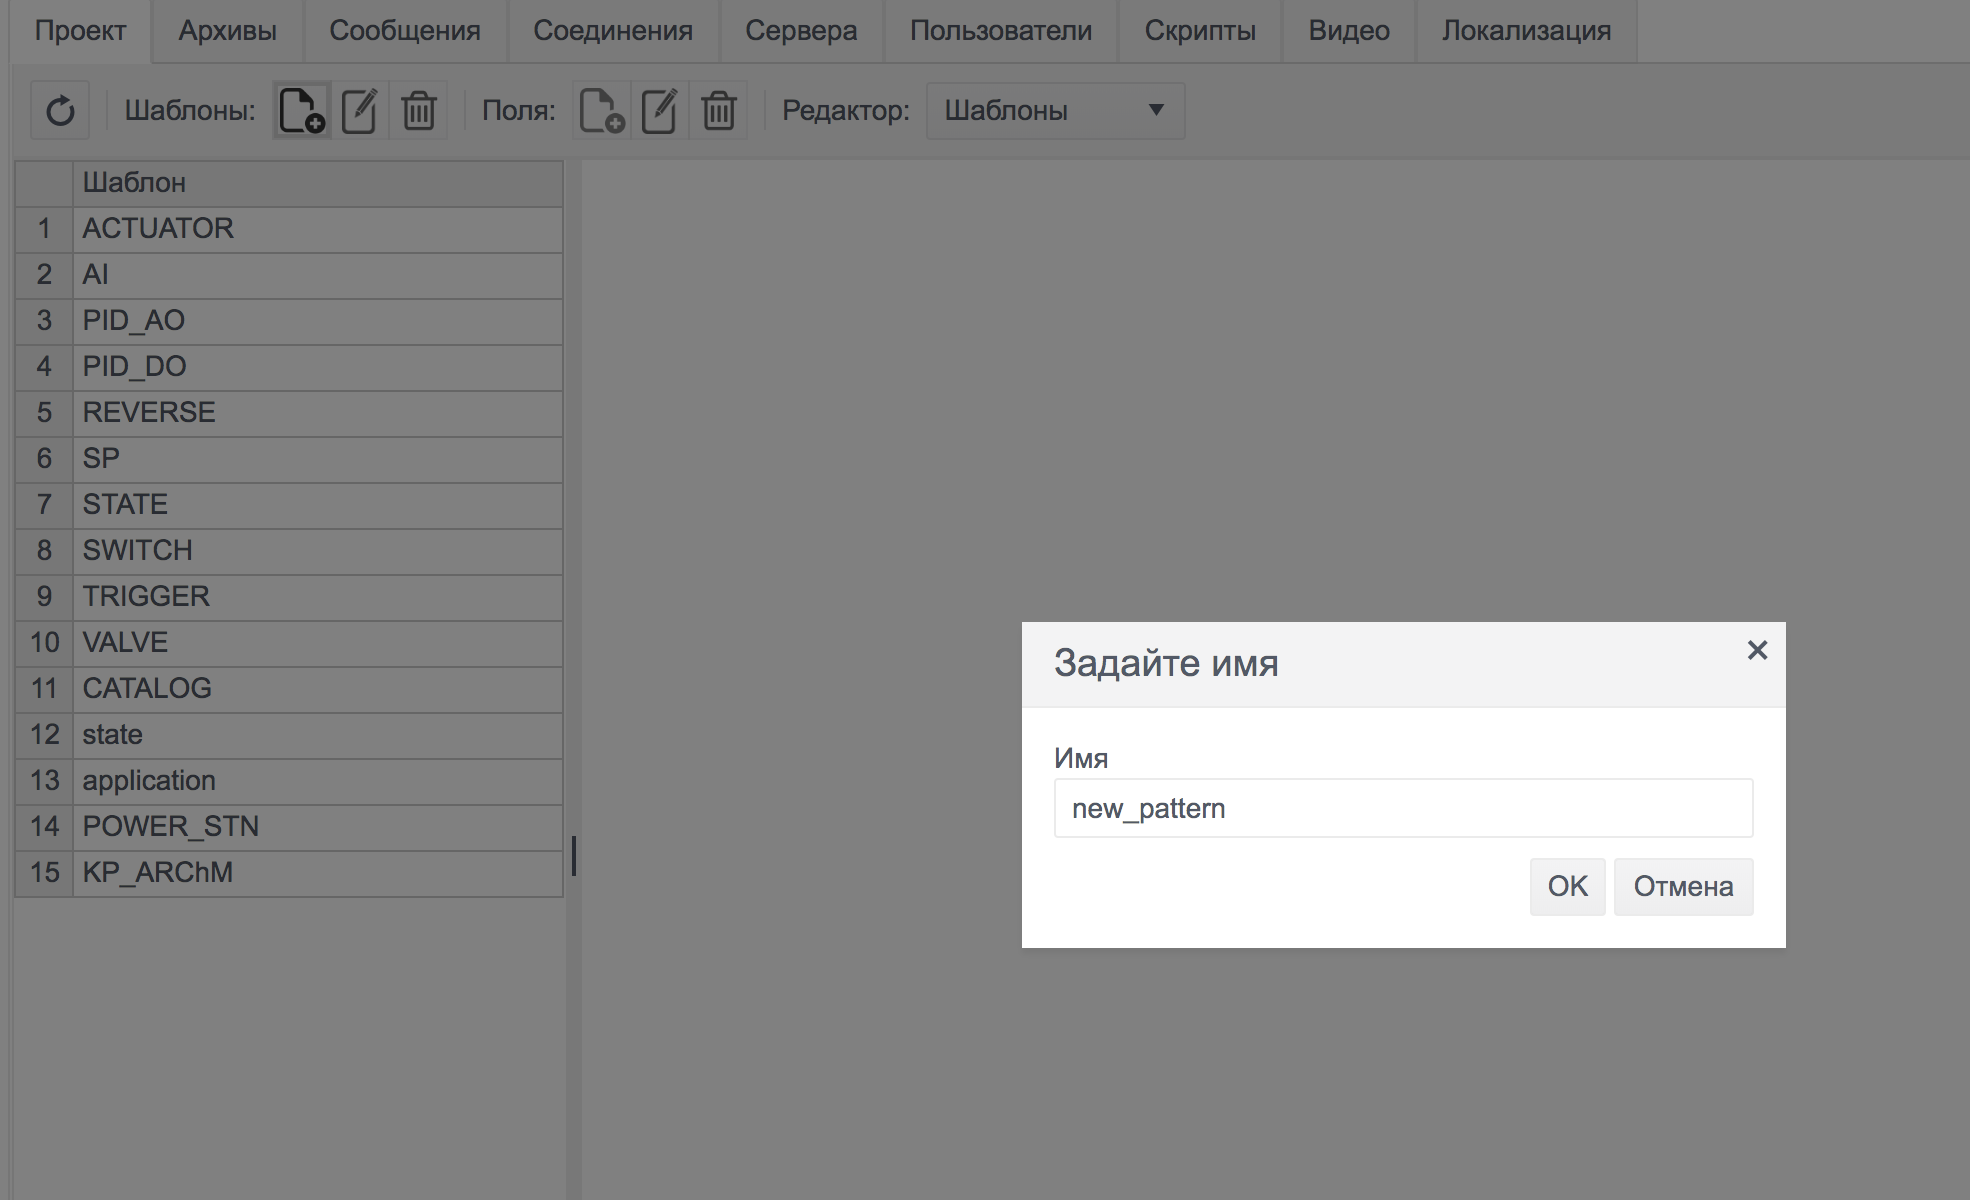 Проект Архивы Сообщения Соединения Сервера Пользователи Скрипты Видео Локализация
Шаблоны: Поля: Редактор: Шаблоны
Шаблон
1 ACTUATOR
2 AI
3 PID_AO
4 PID_DO
5 REVERSE
6 SP
7 STATE
8 SWITCH
9 TRIGGER
10 VALVE
11 CATALOG
12 state
13 application
14 POWER_STN
15 KP_ARChM
Задайте имя
Имя
new_pattern
OK Отмена